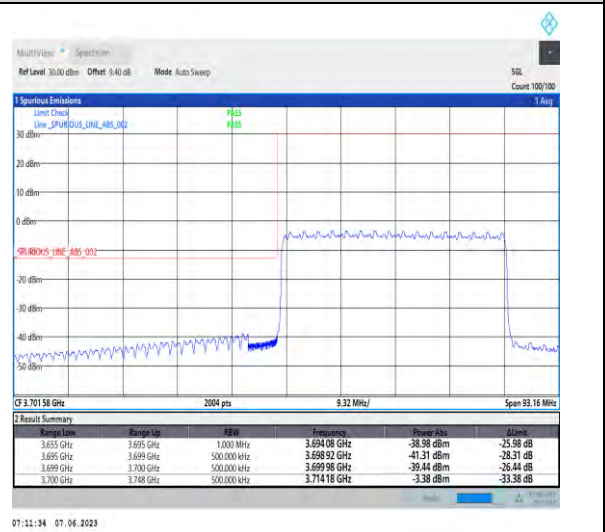 MultiView Spectrum
Ref Level 30.00 dBm Offset 9.40 dB Mode Auto Sweep SGL
Count 100/100
1 Spurious Emissions 1 Avg
Limit Check PASS
Line _SPURIOUS_LINE_ABS_002 PASS
30 dBm
20 dBm
10 dBm
0 dBm
SPURIOUS_LINE_ABS_002
-20 dBm
-30 dBm
-40 dBm
-50 dBm
CF 3.701 58 GHz 2004 pts 9.32 MHz/ Span 93.16 MHz
2 Result Summary
Range Low Range Up RBW Frequency Power Abs ΔLimit
3.655 GHz 3.695 GHz 1.000 MHz 3.694 08 GHz -38.98 dBm -25.98 dB
3.695 GHz 3.699 GHz 500.000 kHz 3.698 92 GHz -41.31 dBm -28.31 dB
3.699 GHz 3.700 GHz 500.000 kHz 3.699 98 GHz -39.44 dBm -26.44 dB
3.700 GHz 3.748 GHz 500.000 kHz 3.714 18 GHz -3.38 dBm -33.38 dB
07:11:34 07.06.2023